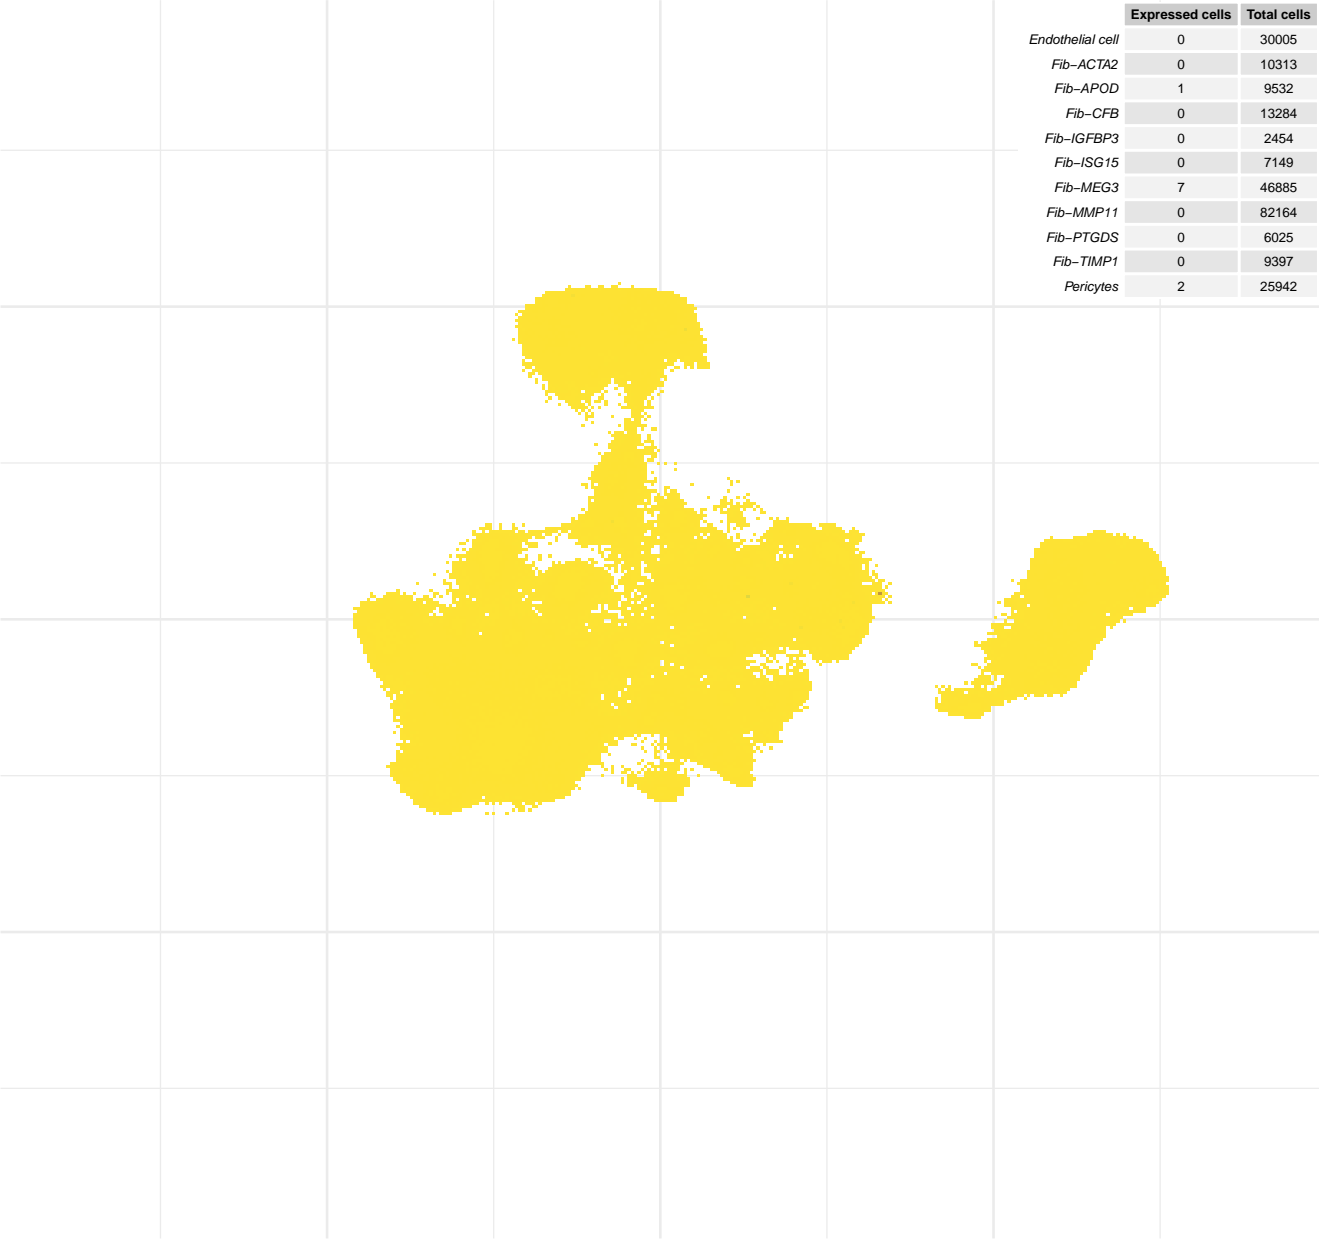 Expressed cells Total cells
Endothelial cell 0 30005
Fib−ACTA2 0 10313
Fib−APOD 1 9532
Fib−CFB 0 13284
Fib−IGFBP3 0 2454
Fib−ISG15 0 7149
Fib−MEG3 7 46885
Fib−MMP11 0 82164
Fib−PTGDS 0 6025
Fib−TIMP1 0 9397
Pericytes 2 25942